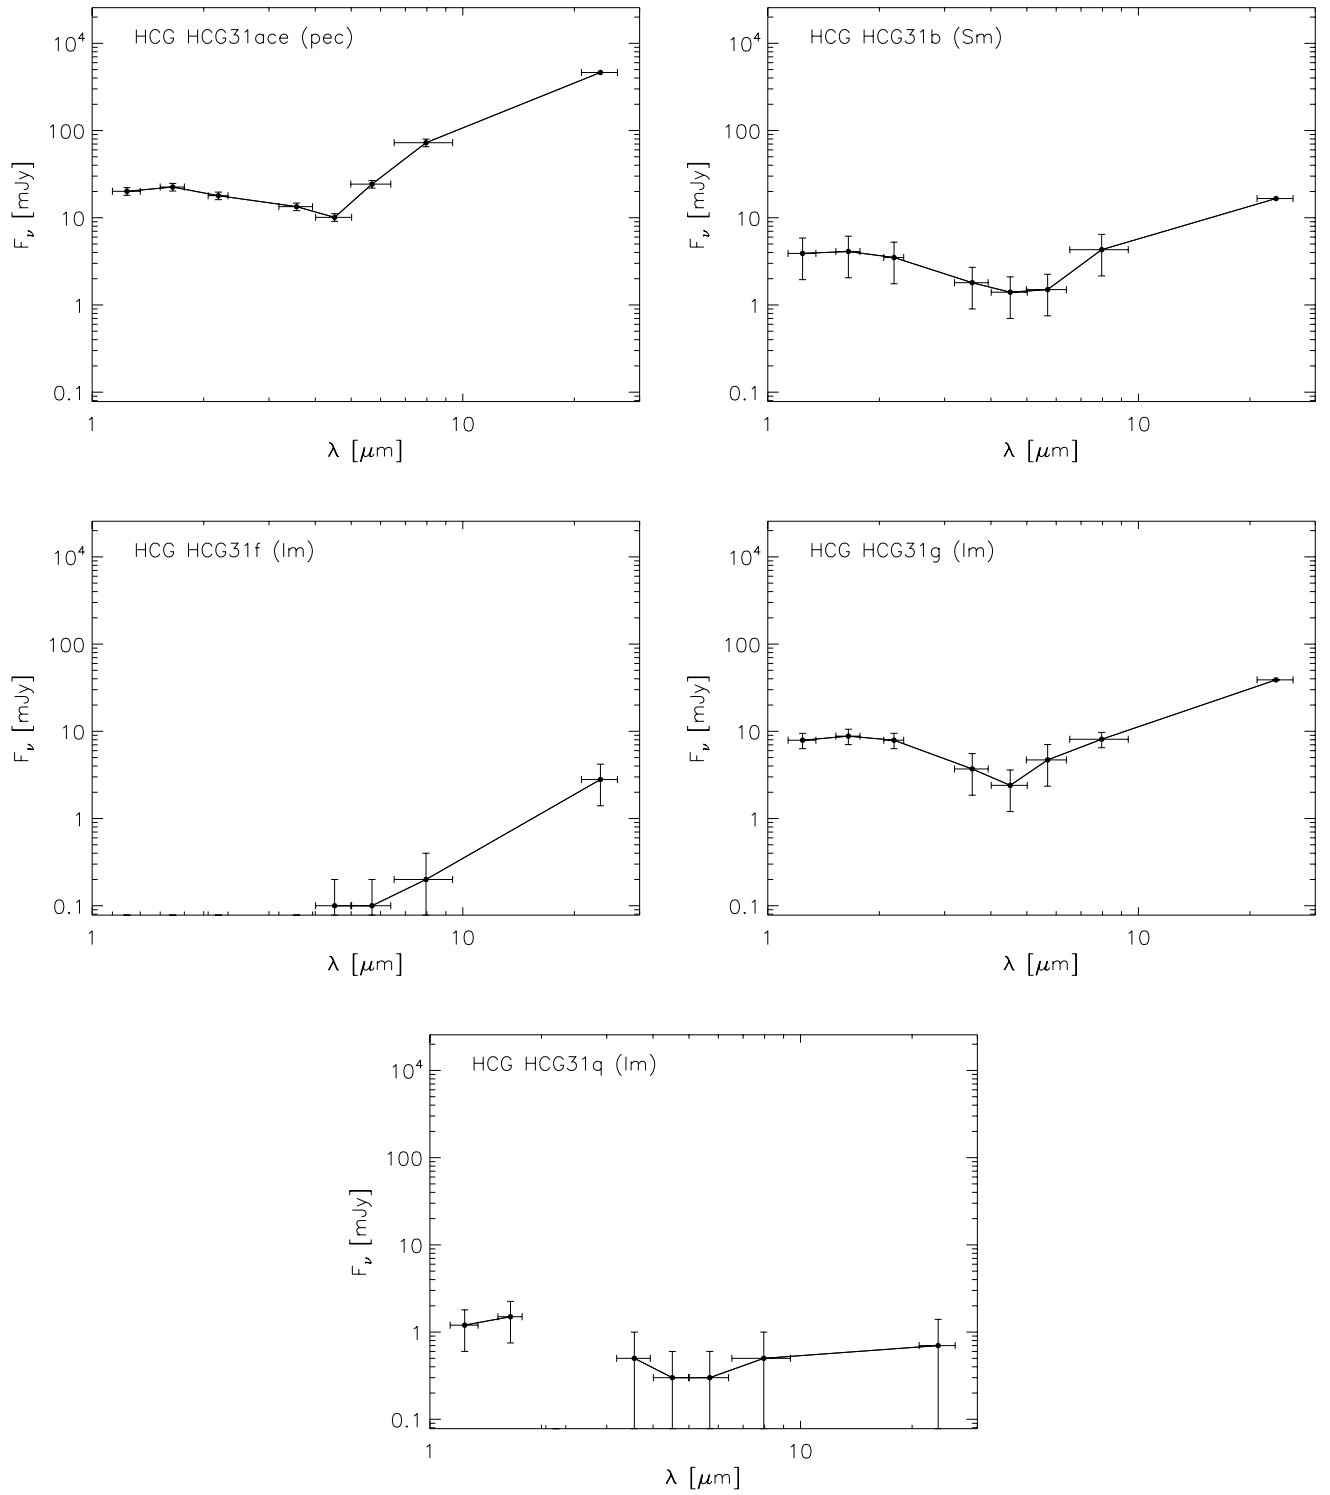 HCG HCG31ace (pec)
10⁴
100
10
1
0.1
F_ν [mJy]
1
10
λ [μm]
HCG HCG31b (Sm)
10⁴
100
10
1
0.1
F_ν [mJy]
1
10
λ [μm]
HCG HCG31f (Im)
10⁴
100
10
1
0.1
F_ν [mJy]
1
10
λ [μm]
HCG HCG31g (Im)
10⁴
100
10
1
0.1
F_ν [mJy]
1
10
λ [μm]
HCG HCG31q (Im)
10⁴
100
10
1
0.1
F_ν [mJy]
1
10
λ [μm]